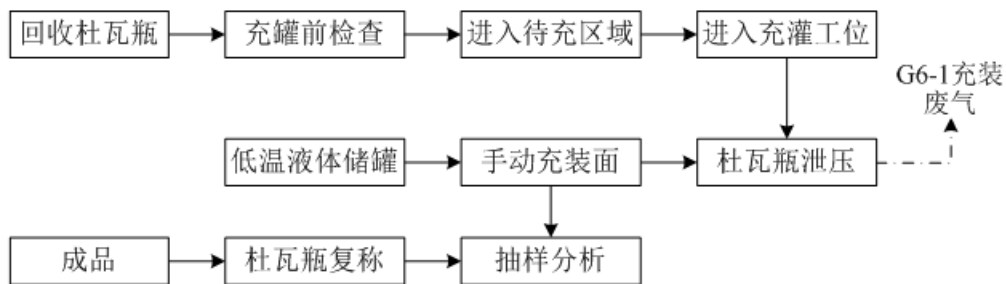 回收杜瓦瓶
充罐前检查
进入待充区域
进入充灌工位
G6-1充装
废气
低温液体储罐
手动充装面
杜瓦瓶泄压
成品
杜瓦瓶复称
抽样分析